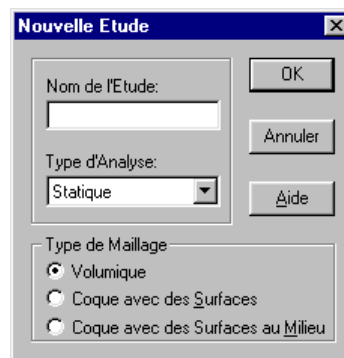 Nouvelle Etude
Nom de l'Etude:
OK
Annuler
Type d'Analyse:
Statique
Aide
Type de Maillage
Volumique
Coque avec des Surfaces
Coque avec des Surfaces au Milieu